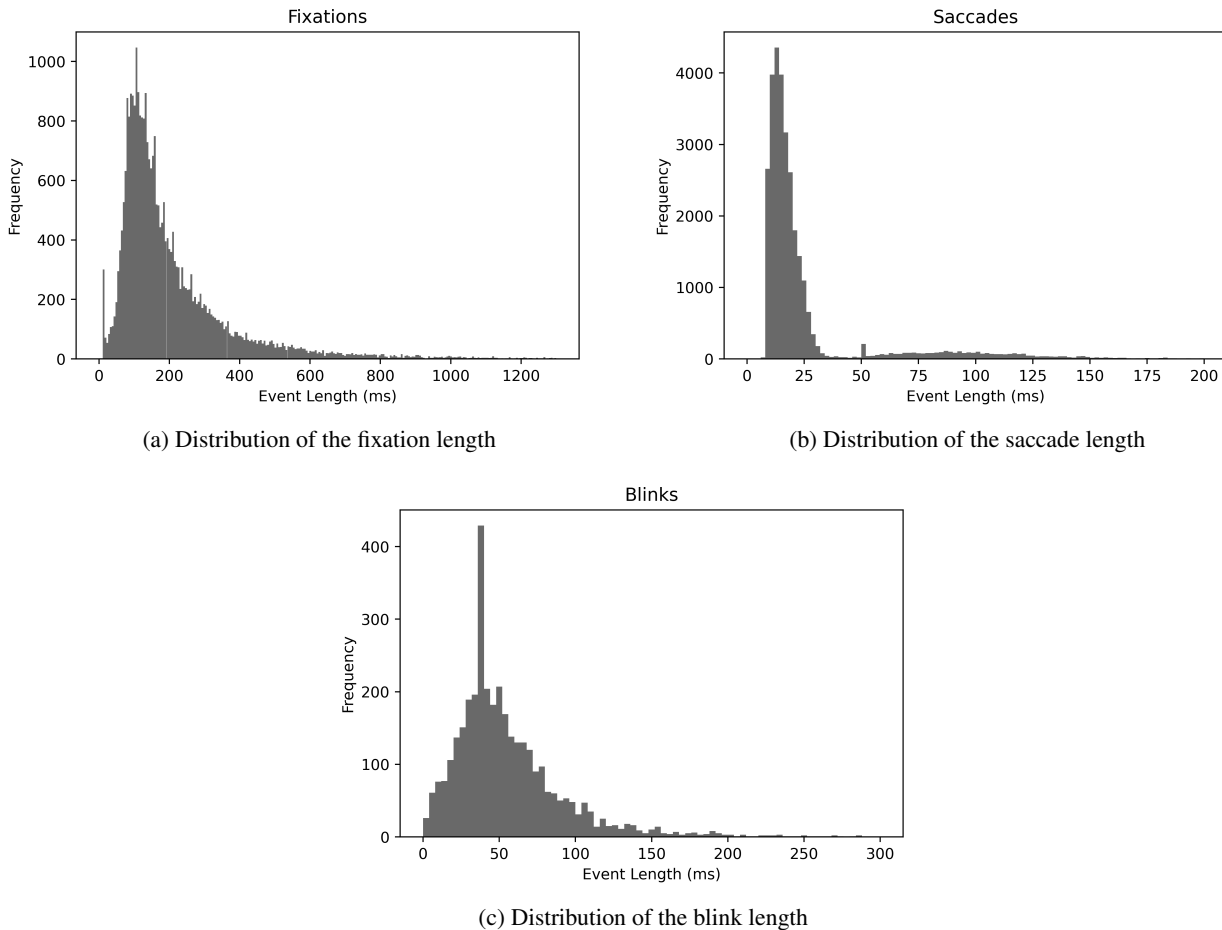 Fixations
1000
800
600
400
200
0
Frequency
0 200 400 600 800 1000 1200
Event Length (ms)
(a) Distribution of the fixation length
Saccades
4000
3000
2000
1000
0
Frequency
0 25 50 75 100 125 150 175 200
Event Length (ms)
(b) Distribution of the saccade length
Blinks
400
300
200
100
0
Frequency
0 50 100 150 200 250 300
Event Length (ms)
(c) Distribution of the blink length